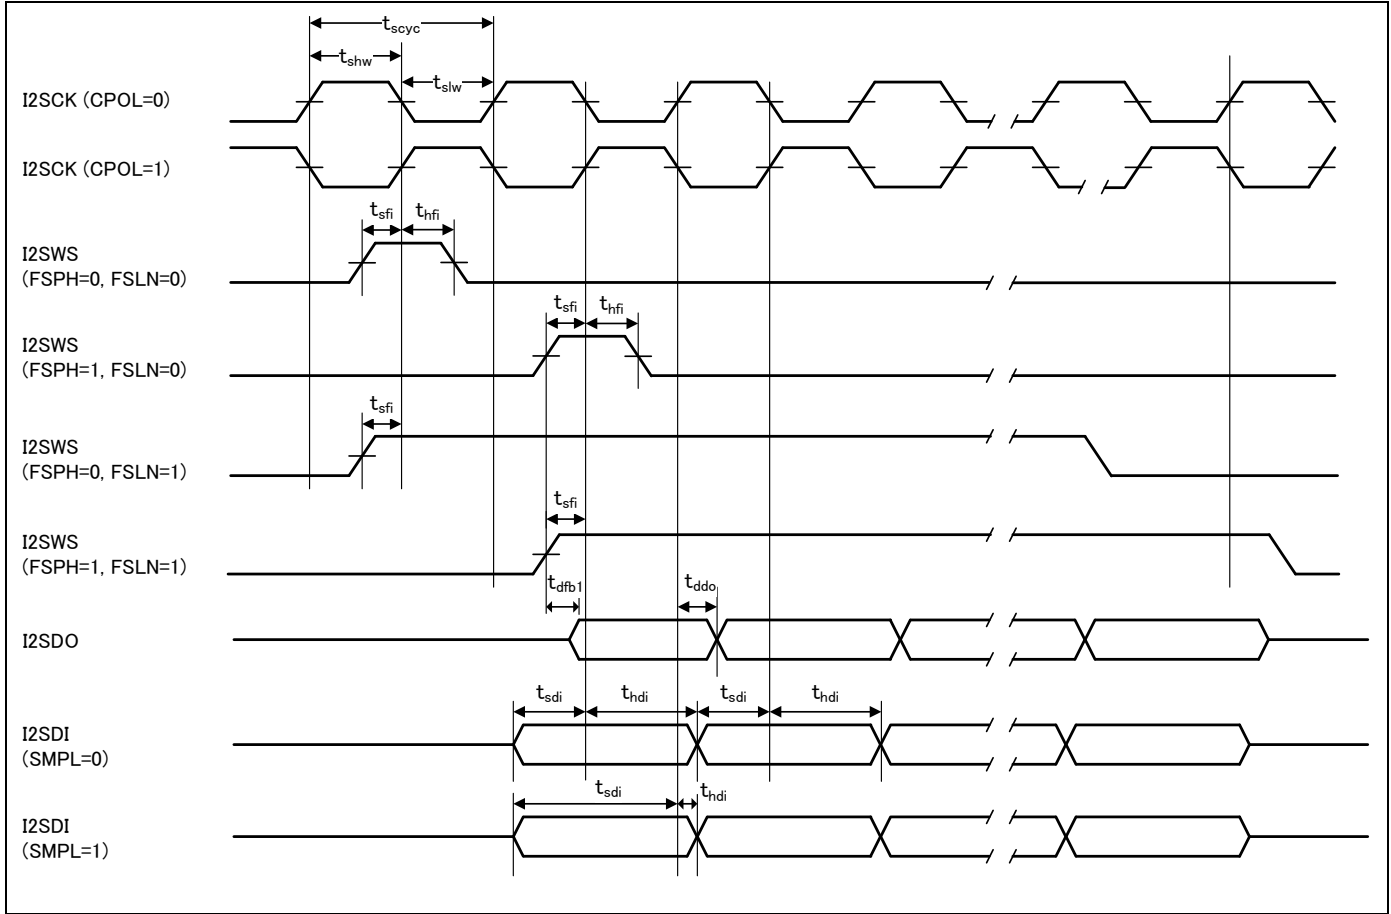 tscyc
tshw
tslw
I2SCK (CPOL=0)
I2SCK (CPOL=1)
tsfi thfi
I2SWS
(FSPH=0, FSLN=0)
tsfi thfi
I2SWS
(FSPH=1, FSLN=0)
tsfi
I2SWS
(FSPH=0, FSLN=1)
tsfi
I2SWS
(FSPH=1, FSLN=1)
tdfb1 tddo
I2SDO
tsdi thdi tsdi thdi
I2SDI
(SMPL=0)
tsdi thdi
I2SDI
(SMPL=1)